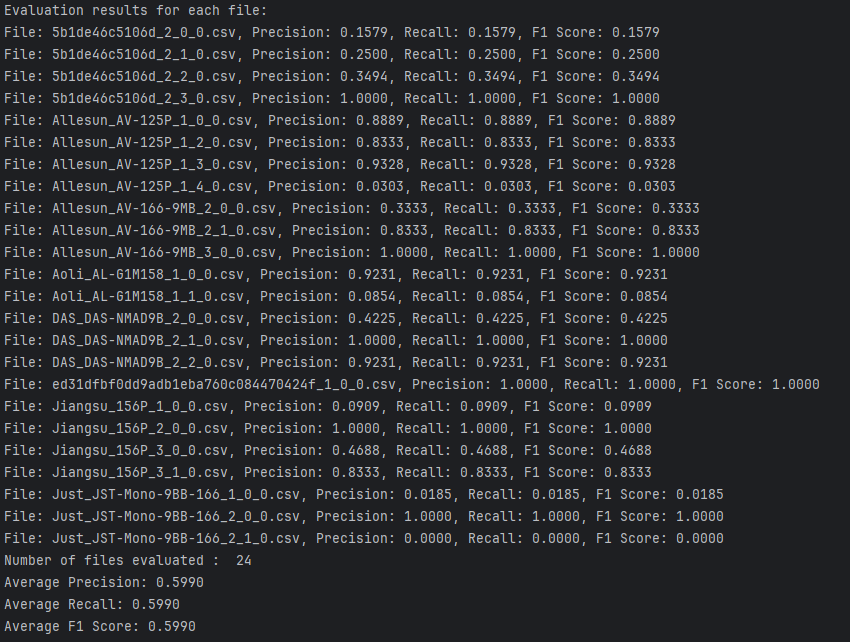 Evaluation results for each file:
File: 5b1de46c5106d_2_0_0.csv, Precision: 0.1579, Recall: 0.1579, F1 Score: 0.1579
File: 5b1de46c5106d_2_1_0.csv, Precision: 0.2500, Recall: 0.2500, F1 Score: 0.2500
File: 5b1de46c5106d_2_2_0.csv, Precision: 0.3494, Recall: 0.3494, F1 Score: 0.3494
File: 5b1de46c5106d_2_3_0.csv, Precision: 1.0000, Recall: 1.0000, F1 Score: 1.0000
File: Allesun_AV-125P_1_0_0.csv, Precision: 0.8889, Recall: 0.8889, F1 Score: 0.8889
File: Allesun_AV-125P_1_2_0.csv, Precision: 0.8333, Recall: 0.8333, F1 Score: 0.8333
File: Allesun_AV-125P_1_3_0.csv, Precision: 0.9328, Recall: 0.9328, F1 Score: 0.9328
File: Allesun_AV-125P_1_4_0.csv, Precision: 0.0303, Recall: 0.0303, F1 Score: 0.0303
File: Allesun_AV-166-9MB_2_0_0.csv, Precision: 0.3333, Recall: 0.3333, F1 Score: 0.3333
File: Allesun_AV-166-9MB_2_1_0.csv, Precision: 0.8333, Recall: 0.8333, F1 Score: 0.8333
File: Allesun_AV-166-9MB_3_0_0.csv, Precision: 1.0000, Recall: 1.0000, F1 Score: 1.0000
File: Aoli_AL-G1M158_1_0_0.csv, Precision: 0.9231, Recall: 0.9231, F1 Score: 0.9231
File: Aoli_AL-G1M158_1_1_0.csv, Precision: 0.0854, Recall: 0.0854, F1 Score: 0.0854
File: DAS_DAS-NMAD9B_2_0_0.csv, Precision: 0.4225, Recall: 0.4225, F1 Score: 0.4225
File: DAS_DAS-NMAD9B_2_1_0.csv, Precision: 1.0000, Recall: 1.0000, F1 Score: 1.0000
File: DAS_DAS-NMAD9B_2_2_0.csv, Precision: 0.9231, Recall: 0.9231, F1 Score: 0.9231
File: ed31dfbf0dd9adb1eba760c084470424f_1_0_0.csv, Precision: 1.0000, Recall: 1.0000, F1 Score: 1.0000
File: Jiangsu_156P_1_0_0.csv, Precision: 0.0909, Recall: 0.0909, F1 Score: 0.0909
File: Jiangsu_156P_2_0_0.csv, Precision: 1.0000, Recall: 1.0000, F1 Score: 1.0000
File: Jiangsu_156P_3_0_0.csv, Precision: 0.4688, Recall: 0.4688, F1 Score: 0.4688
File: Jiangsu_156P_3_1_0.csv, Precision: 0.8333, Recall: 0.8333, F1 Score: 0.8333
File: Just_JST-Mono-9BB-166_1_0_0.csv, Precision: 0.0185, Recall: 0.0185, F1 Score: 0.0185
File: Just_JST-Mono-9BB-166_2_0_0.csv, Precision: 1.0000, Recall: 1.0000, F1 Score: 1.0000
File: Just_JST-Mono-9BB-166_2_1_0.csv, Precision: 0.0000, Recall: 0.0000, F1 Score: 0.0000
Number of files evaluated :  24
Average Precision: 0.5990
Average Recall: 0.5990
Average F1 Score: 0.5990